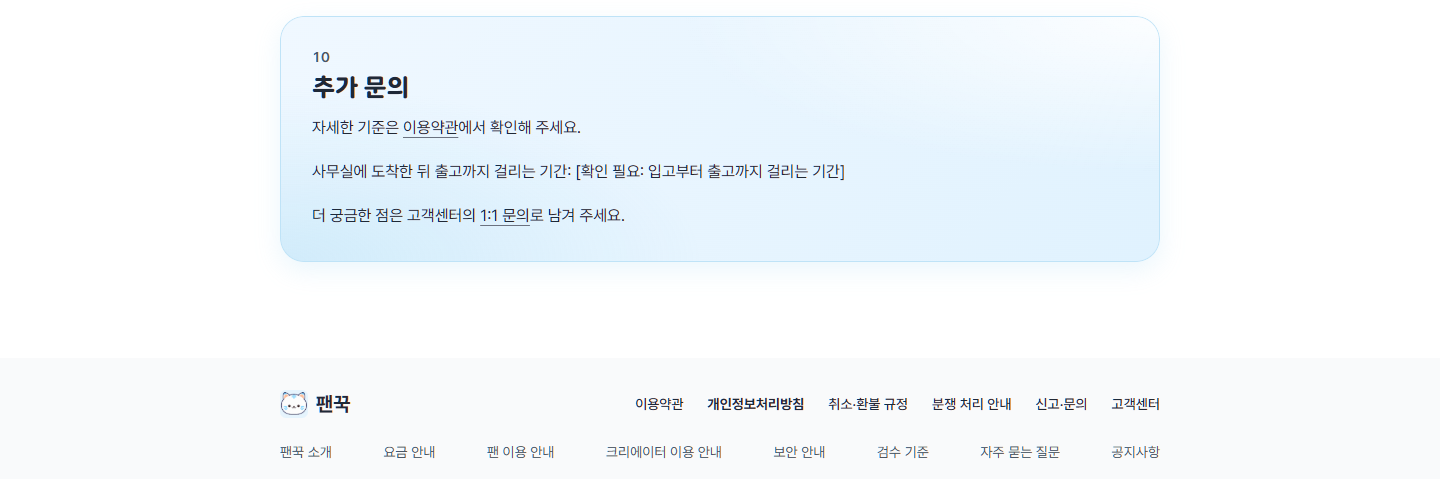 10
추가 문의
자세한 기준은 이용약관에서 확인해 주세요.
사무실에 도착한 뒤 출고까지 걸리는 기간: [확인 필요: 입고부터 출고까지 걸리는 기간]
더 궁금한 점은 고객센터의 1:1 문의로 남겨 주세요.
팬꾹 이용약관 개인정보처리방침 취소·환불 규정 분쟁 처리 안내 신고·문의 고객센터
팬꾹 소개 요금 안내 팬 이용 안내 크리에이터 이용 안내 보안 안내 검수 기준 자주 묻는 질문 공지사항